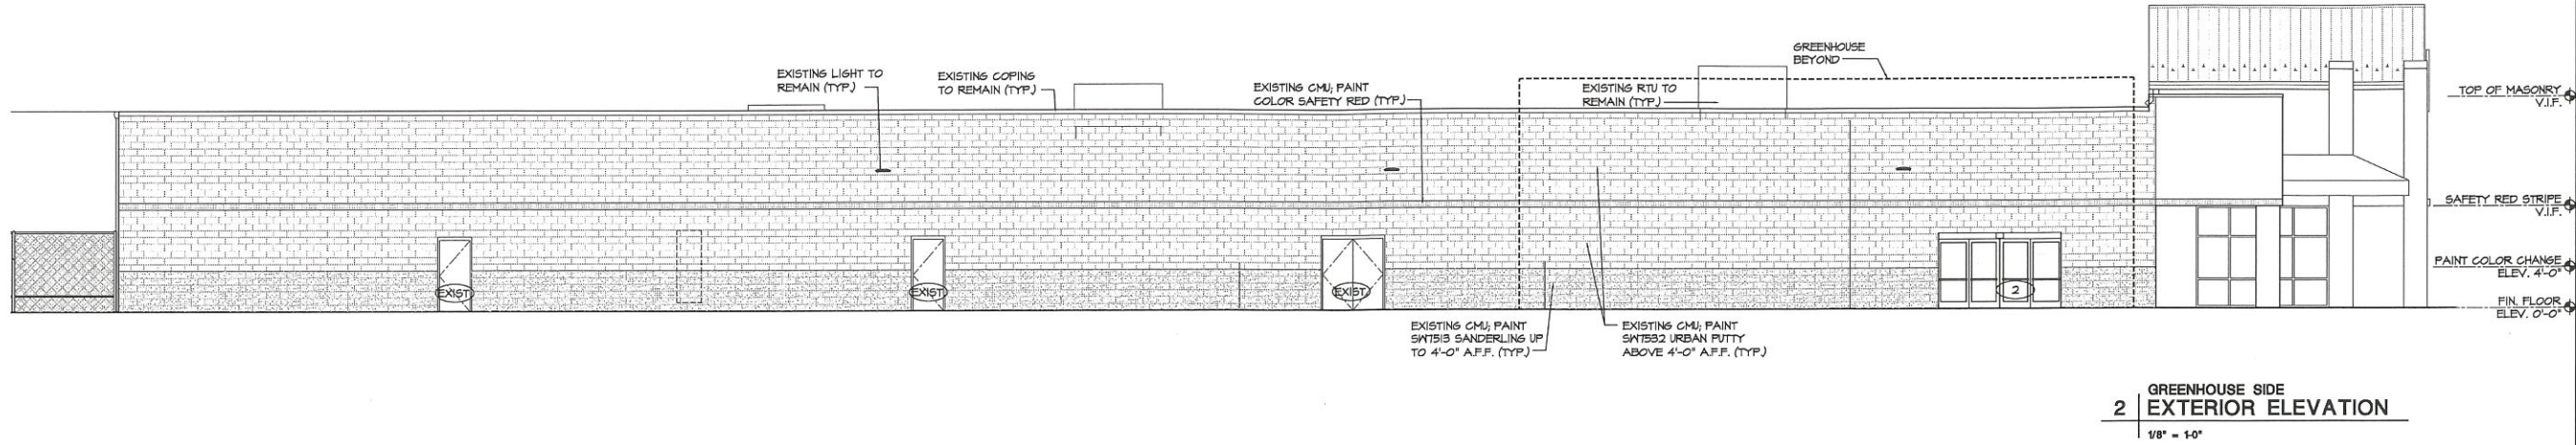 GREENHOUSE
BEYOND
EXISTING LIGHT TO
REMAIN (TYP.)
EXISTING COPING
TO REMAIN (TYP.)
EXISTING CMU; PAINT
COLOR SAFETY RED (TYP.)
EXISTING RTU TO
REMAIN (TYP.)
TOP OF MASONRY
V.I.F.
SAFETY RED STRIPE
V.I.F.
PAINT COLOR CHANGE
ELEV. 4'-0"
FIN. FLOOR
ELEV. 0'-0"
EXIST
EXIST
EXIST
2
EXISTING CMU; PAINT
SW7513 SANDERLING UP
TO 4'-0" A.F.F. (TYP.)
EXISTING CMU; PAINT
SW7532 URBAN PUTTY
ABOVE 4'-0" A.F.F. (TYP.)
GREENHOUSE SIDE
2 EXTERIOR ELEVATION
1/8" = 1'-0"